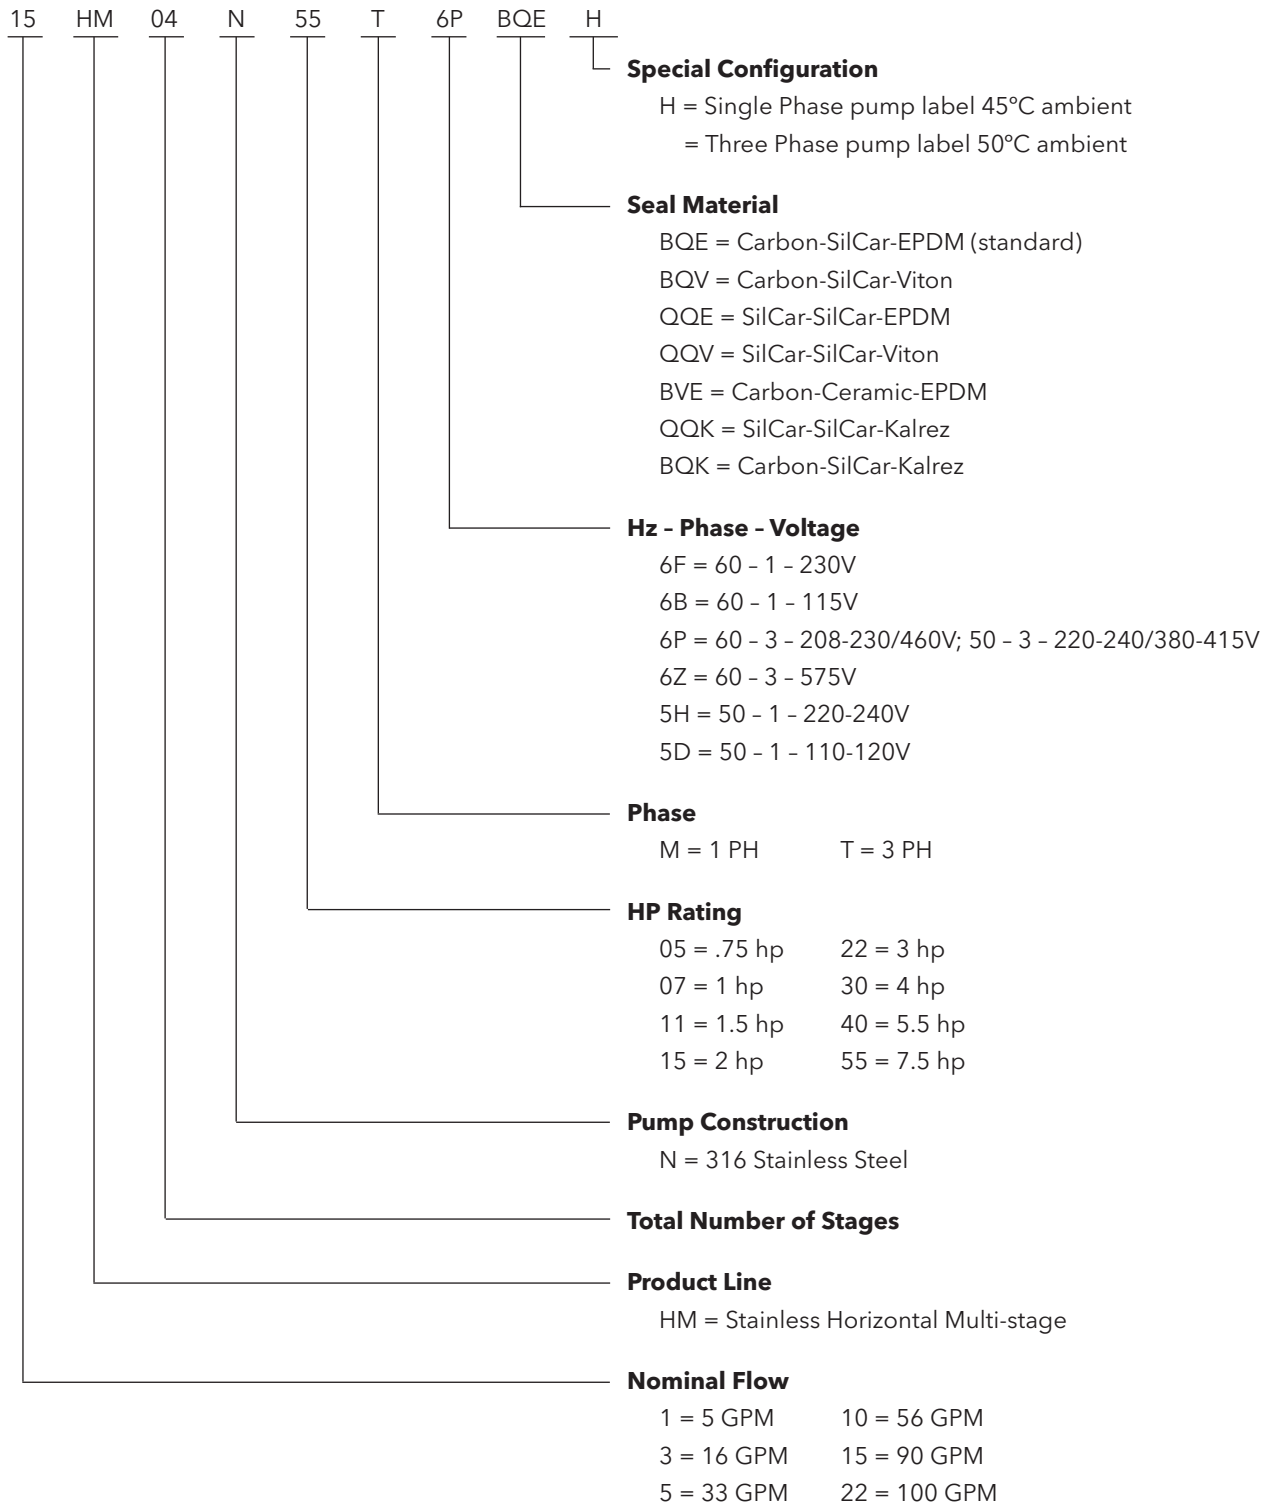 15 HM 04 N 55 T 6P BQE H
Special Configuration
H = Single Phase pump label 45ºC ambient
= Three Phase pump label 50ºC ambient
Seal Material
BQE = Carbon-SilCar-EPDM (standard)
BQV = Carbon-SilCar-Viton
QQE = SilCar-SilCar-EPDM
QQV = SilCar-SilCar-Viton
BVE = Carbon-Ceramic-EPDM
QQK = SilCar-SilCar-Kalrez
BQK = Carbon-SilCar-Kalrez
Hz – Phase – Voltage
6F = 60 – 1 – 230V
6B = 60 – 1 – 115V
6P = 60 – 3 – 208-230/460V; 50 – 3 – 220-240/380-415V
6Z = 60 – 3 – 575V
5H = 50 – 1 – 220-240V
5D = 50 – 1 – 110-120V
Phase
M = 1 PH T = 3 PH
HP Rating
05 = .75 hp 22 = 3 hp
07 = 1 hp 30 = 4 hp
11 = 1.5 hp 40 = 5.5 hp
15 = 2 hp 55 = 7.5 hp
Pump Construction
N = 316 Stainless Steel
Total Number of Stages
Product Line
HM = Stainless Horizontal Multi-stage
Nominal Flow
1 = 5 GPM 10 = 56 GPM
3 = 16 GPM 15 = 90 GPM
5 = 33 GPM 22 = 100 GPM